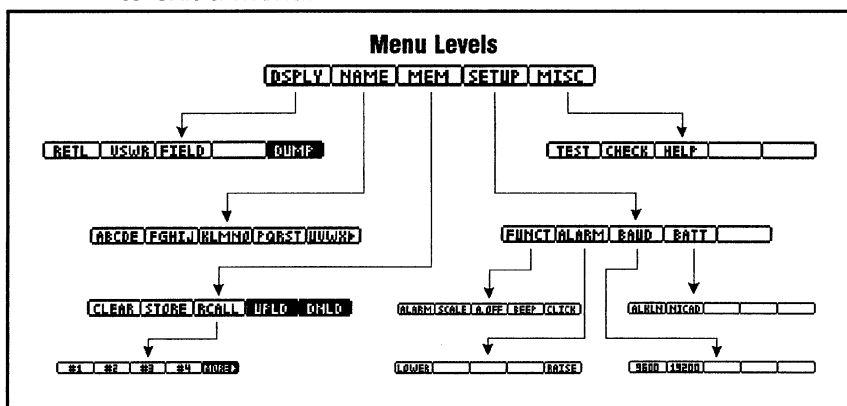 Menu Levels
DSPLY NAME MEM SETUP MISC
RETL VSWR FIELD DUMP
TEST CHECK HELP
ABCDE FGHIJ KLMNO PQRST UVWX▶
FUNCT ALARM BAUD BATT
CLEAR STORE RCALL UPLD DNLD
ALARM SCALE A.OFF BEEP CLICK
ALKLN NICAD
#1 #2 #3 #4 MORE▶
LOWER RAISE
9600 19200